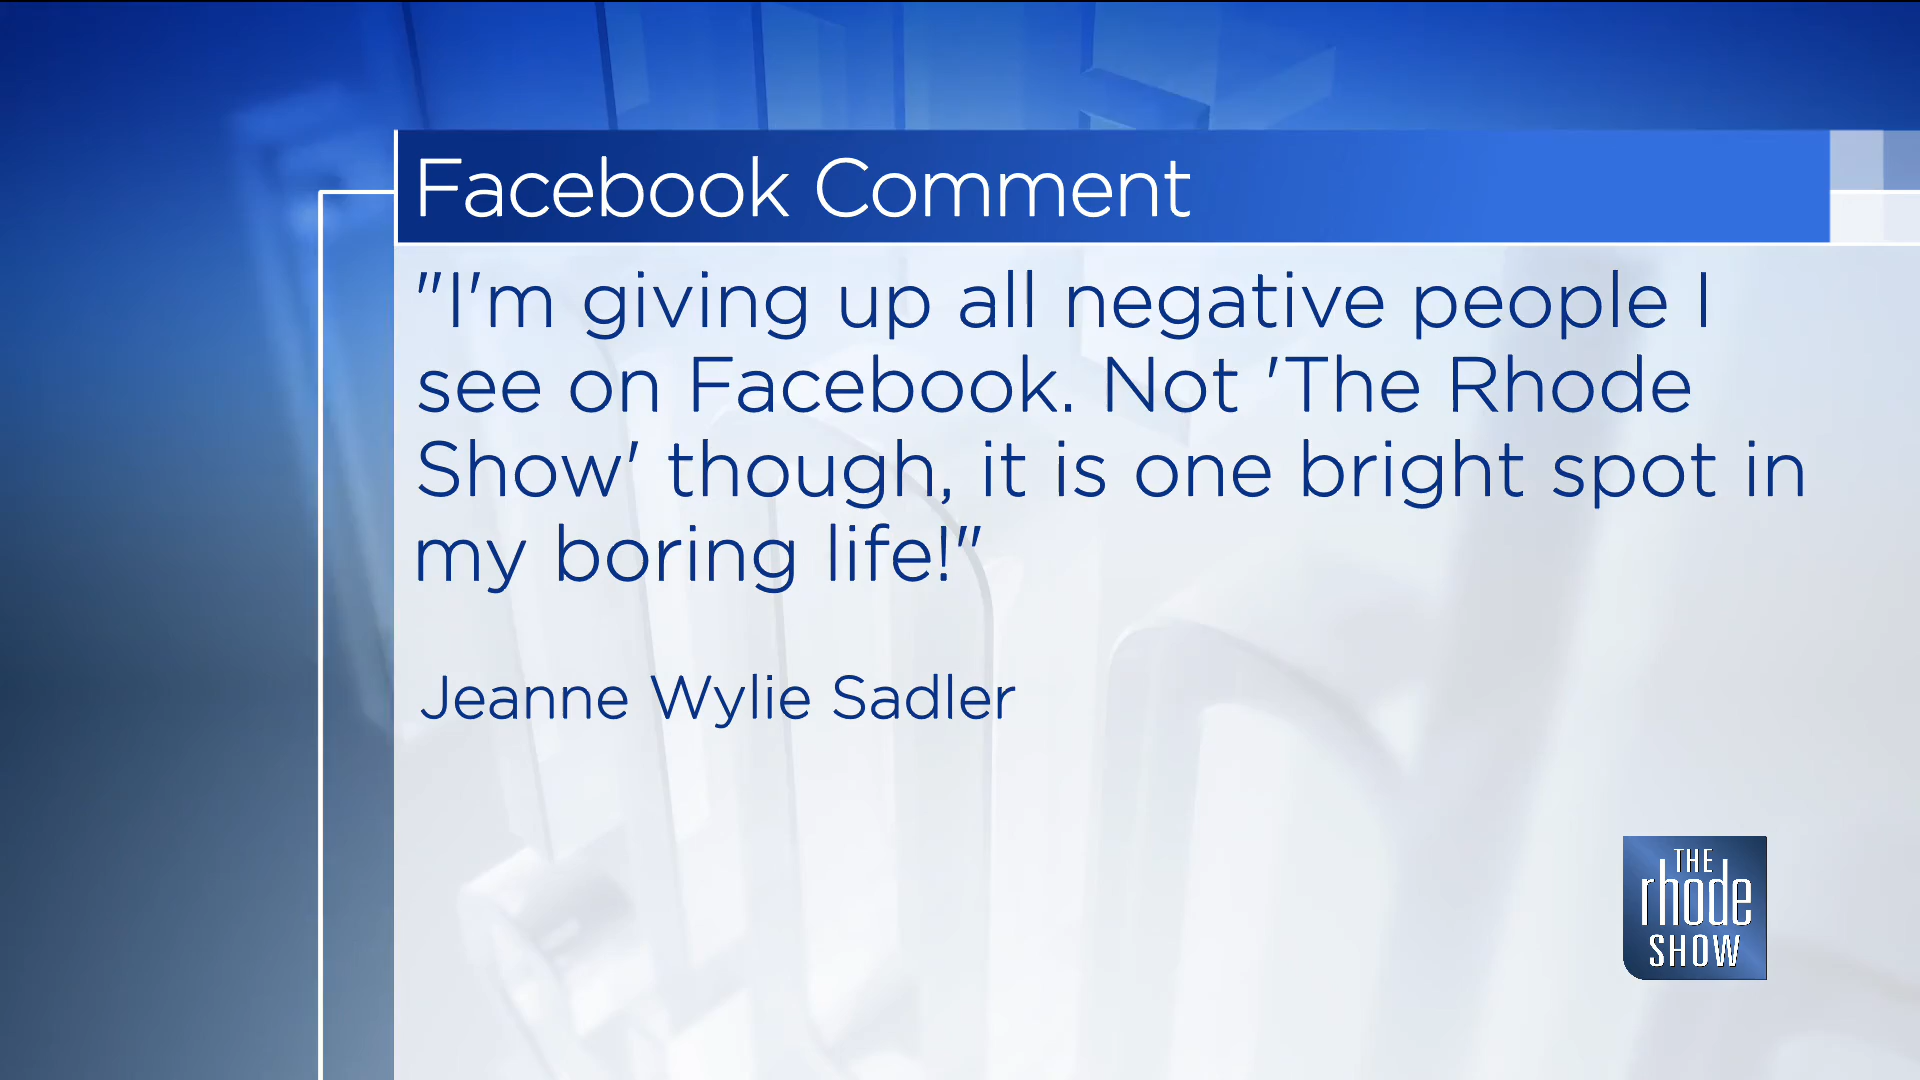 Facebook Comment
"I'm giving up all negative people I
see on Facebook. Not 'The Rhode
Show' though, it is one bright spot in
my boring life!"
Jeanne Wylie Sadler
THE
rhode
SHOW